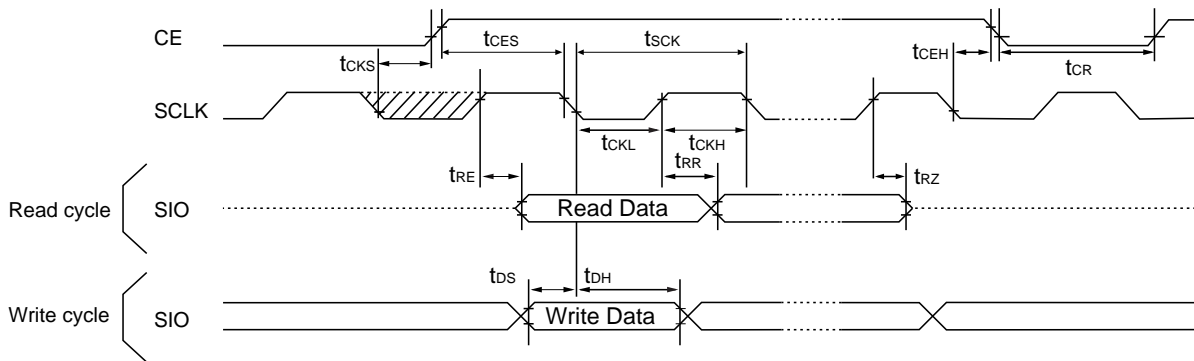 CE
tCES
tSCK
tCEH
tCKS
tCR
SCLK
tCKL
tCKH
tRE
tRR
tRZ
Read cycle
SIO
Read Data
tDS
tDH
Write cycle
SIO
Write Data